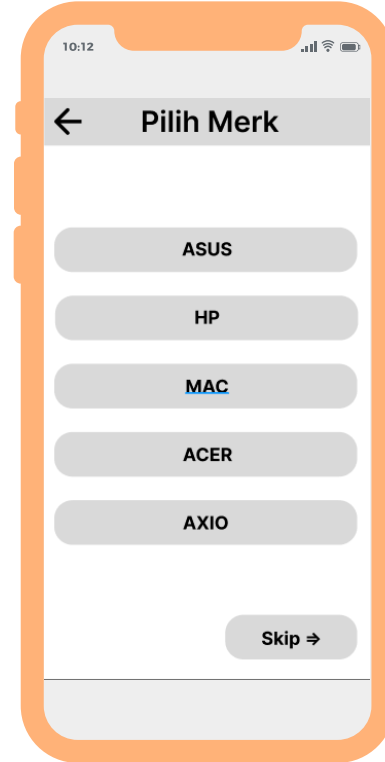 10:12
← Pilih Merk
ASUS
HP
MAC
ACER
AXIO
Skip ⇒